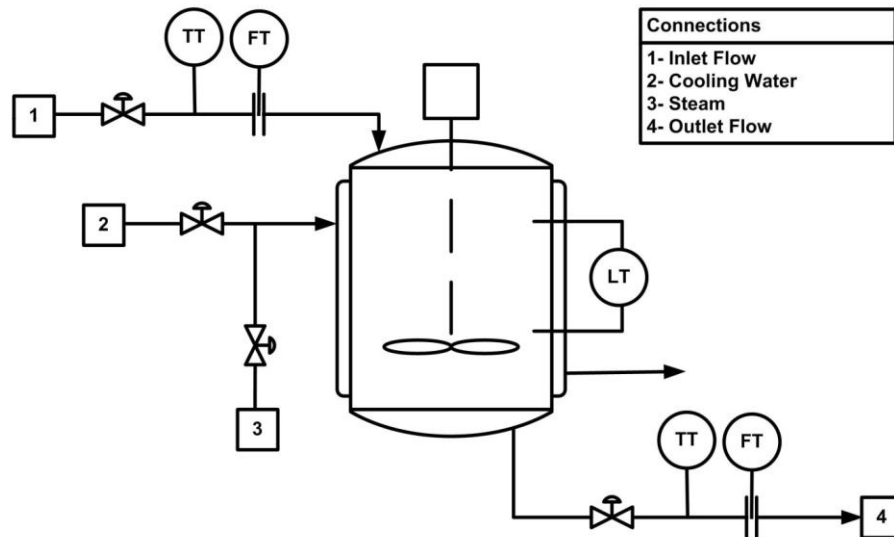 TT
FT
1
Connections
1- Inlet Flow
2- Cooling Water
3- Steam
4- Outlet Flow
2
LT
3
TT
FT
4